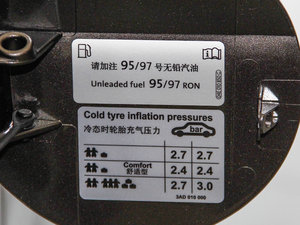 请加注 95/97 号无铅汽油
Unleaded fuel 95/97 RON
Cold tyre inflation pressures
冷态时轮胎充气压力
bar
2.7 2.7
Comfort
舒适型
2.4 2.4
2.7 3.0
3AD 010 000